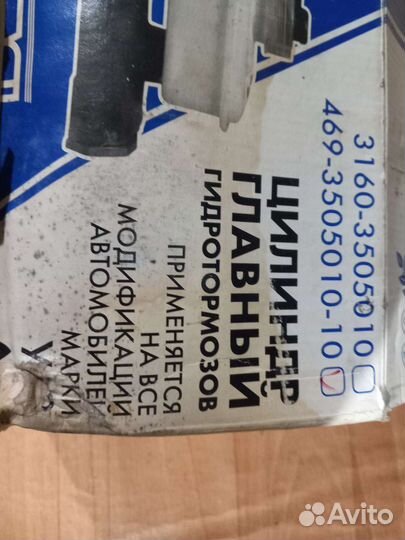 3160-3505010
469-3505010-10
ЦИЛИНДР
ГЛАВНЫЙ
ГИДРОТОРМОЗОВ
ПРИМЕНЯЕТСЯ
НА ВСЕ
МОДИФИКАЦИИ
АВТОМОБИЛЕЙ
МАРКИ
Avito